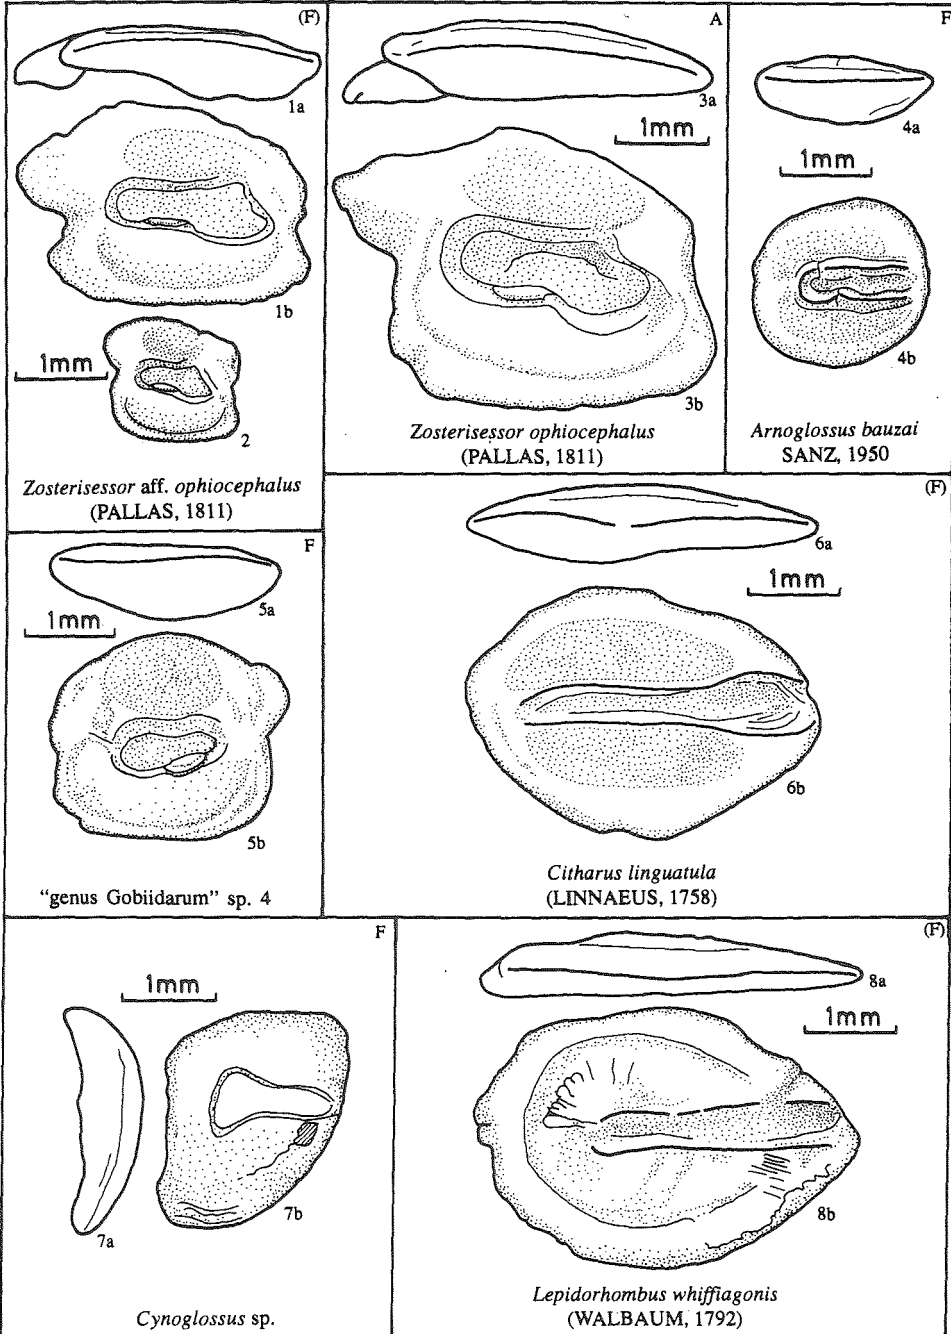 (F)
1a
1b
1mm
2
Zosterisessor aff. ophiocephalus
(PALLAS, 1811)
A
3a
1mm
3b
Zosterisessor ophiocephalus
(PALLAS, 1811)
F
4a
1mm
4b
Arnoglossus bauzai
SANZ, 1950
F
5a
1mm
5b
“genus Gobiidarum” sp. 4
(F)
6a
1mm
6b
Citharus linguatula
(LINNAEUS, 1758)
F
1mm
7a
7b
Cynoglossus sp.
(F)
8a
1mm
8b
Lepidorhombus whiffiagonis
(WALBAUM, 1792)